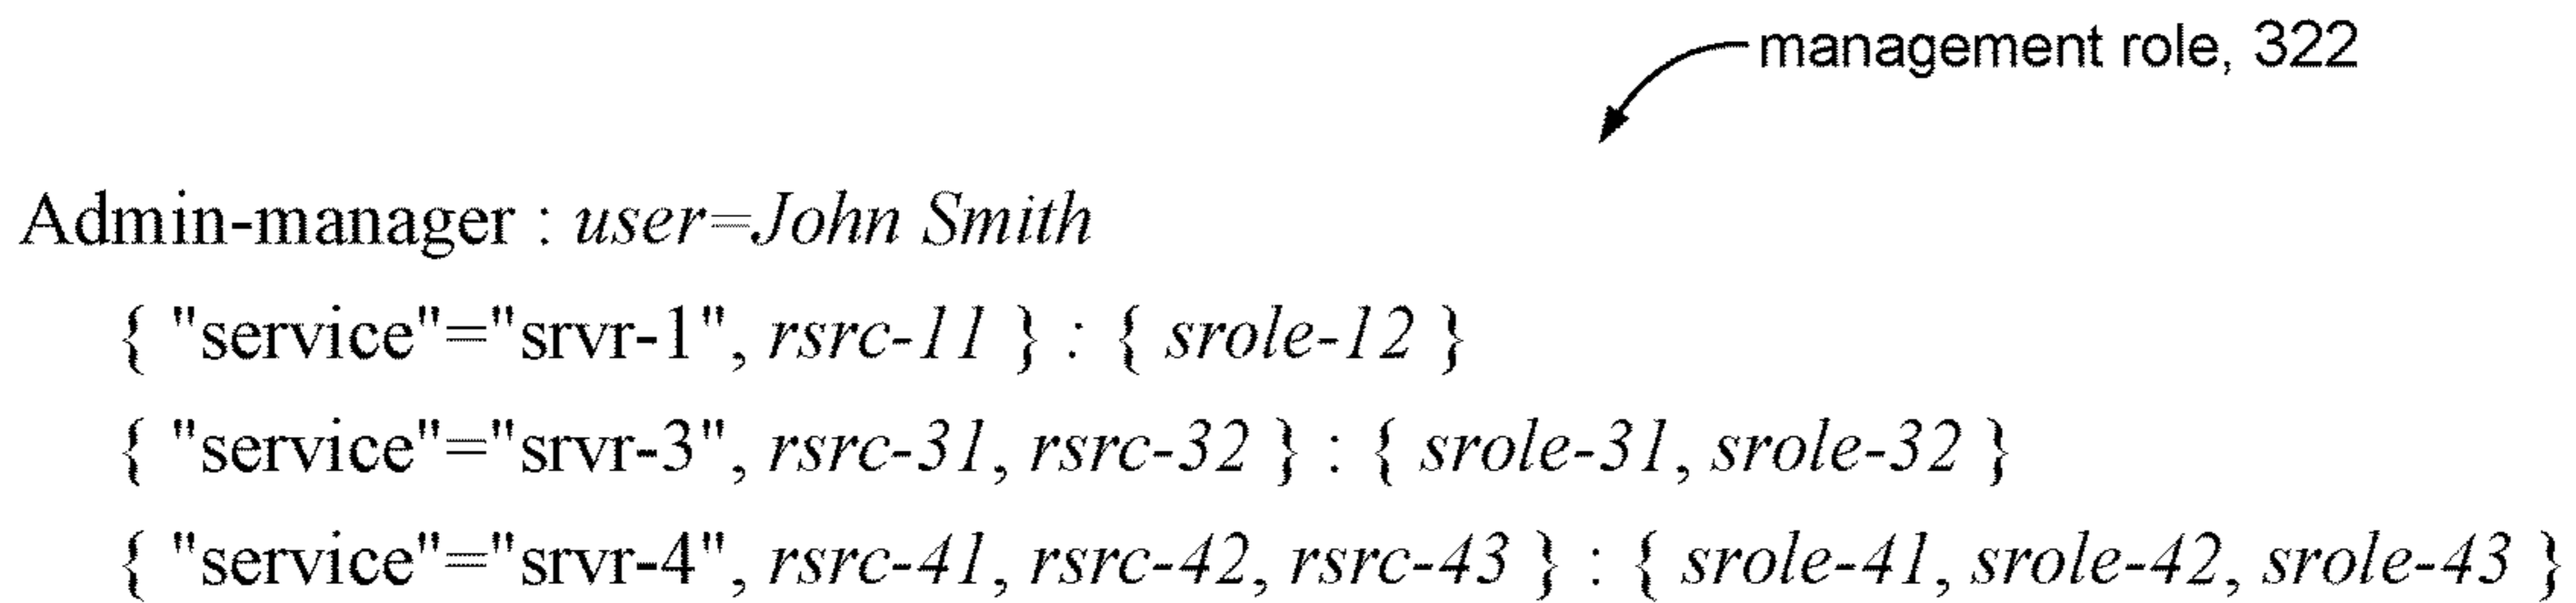 management role, 322
Admin-manager : user=John Smith
{ "service"="srvr-1", rsrc-11 } : { srole-12 }
{ "service"="srvr-3", rsrc-31, rsrc-32 } : { srole-31, srole-32 }
{ "service"="srvr-4", rsrc-41, rsrc-42, rsrc-43 } : { srole-41, srole-42, srole-43 }